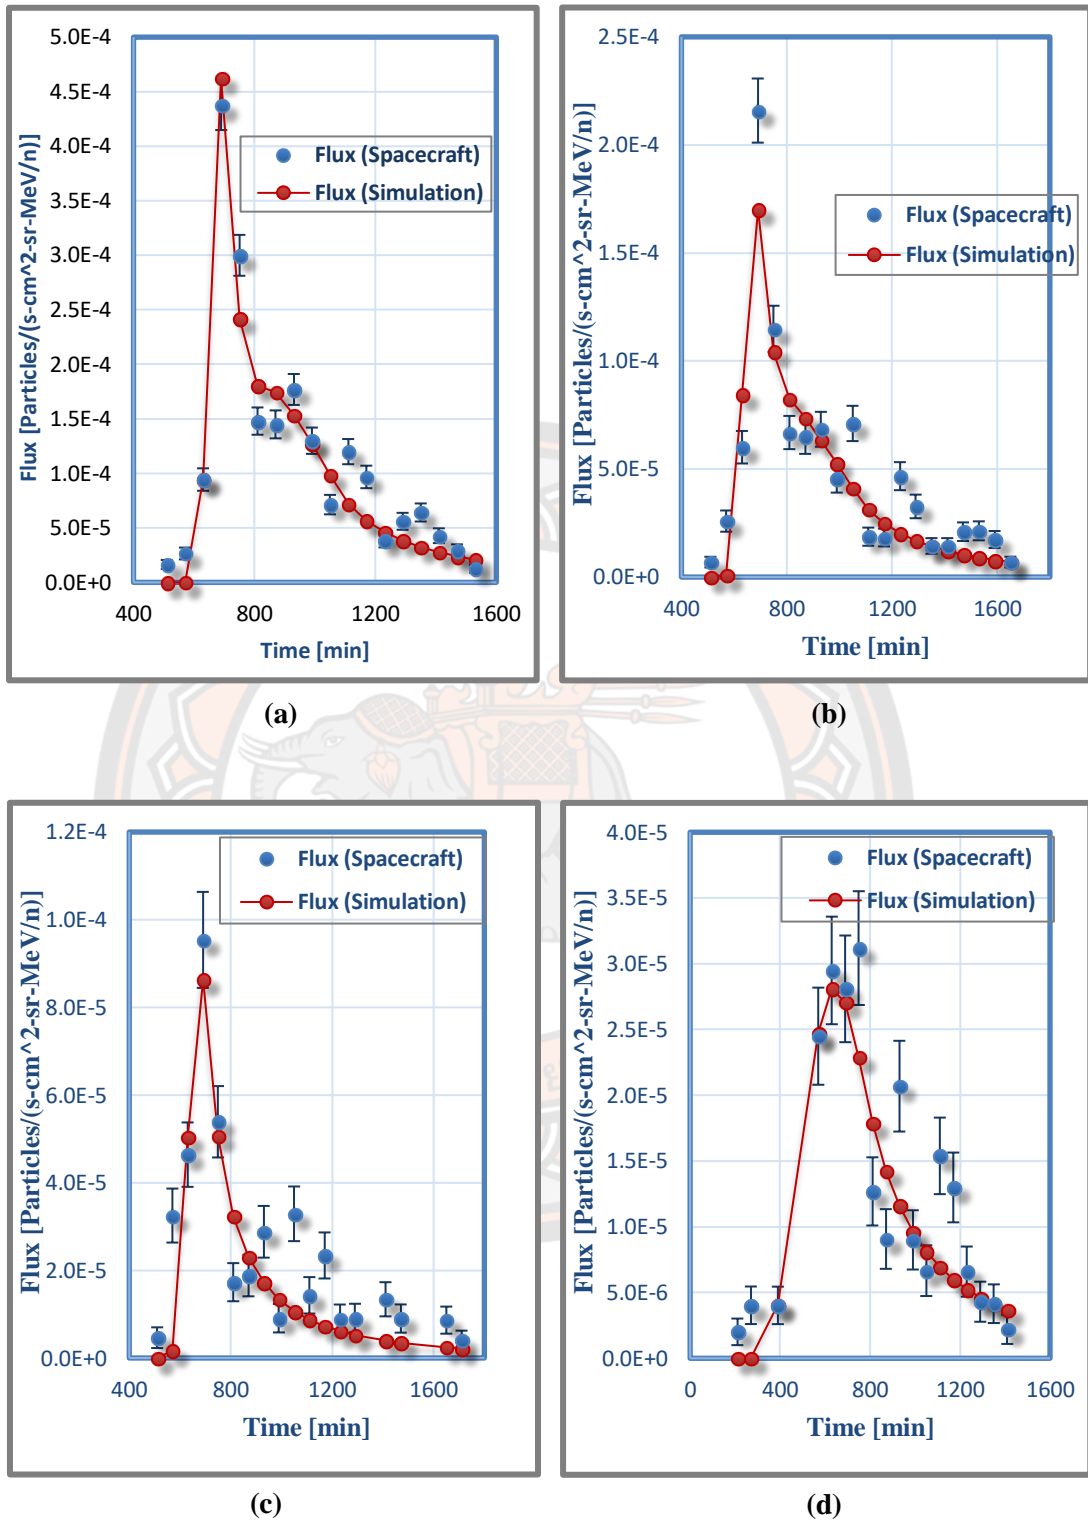 5.0E-4
4.5E-4
4.0E-4
3.5E-4
3.0E-4
2.5E-4
2.0E-4
1.5E-4
1.0E-4
5.0E-5
0.0E+0
400 800 1200 1600
Flux [Particles/(s-cm^2-sr-MeV/n)]
Time [min]
Flux (Spacecraft)
Flux (Simulation)
(a)
2.5E-4
2.0E-4
1.5E-4
1.0E-4
5.0E-5
0.0E+0
400 800 1200 1600
Flux [Particles/(s-cm^2-sr-MeV/n)]
Time [min]
Flux (Spacecraft)
Flux (Simulation)
(b)
1.2E-4
1.0E-4
8.0E-5
6.0E-5
4.0E-5
2.0E-5
0.0E+0
400 800 1200 1600
Flux [Particles/(s-cm^2-sr-MeV/n)]
Time [min]
Flux (Spacecraft)
Flux (Simulation)
(c)
4.0E-5
3.5E-5
3.0E-5
2.5E-5
2.0E-5
1.5E-5
1.0E-5
5.0E-6
0.0E+0
0 400 800 1200 1600
Flux [Particles/(s-cm^2-sr-MeV/n)]
Time [min]
Flux (Spacecraft)
Flux (Simulation)
(d)